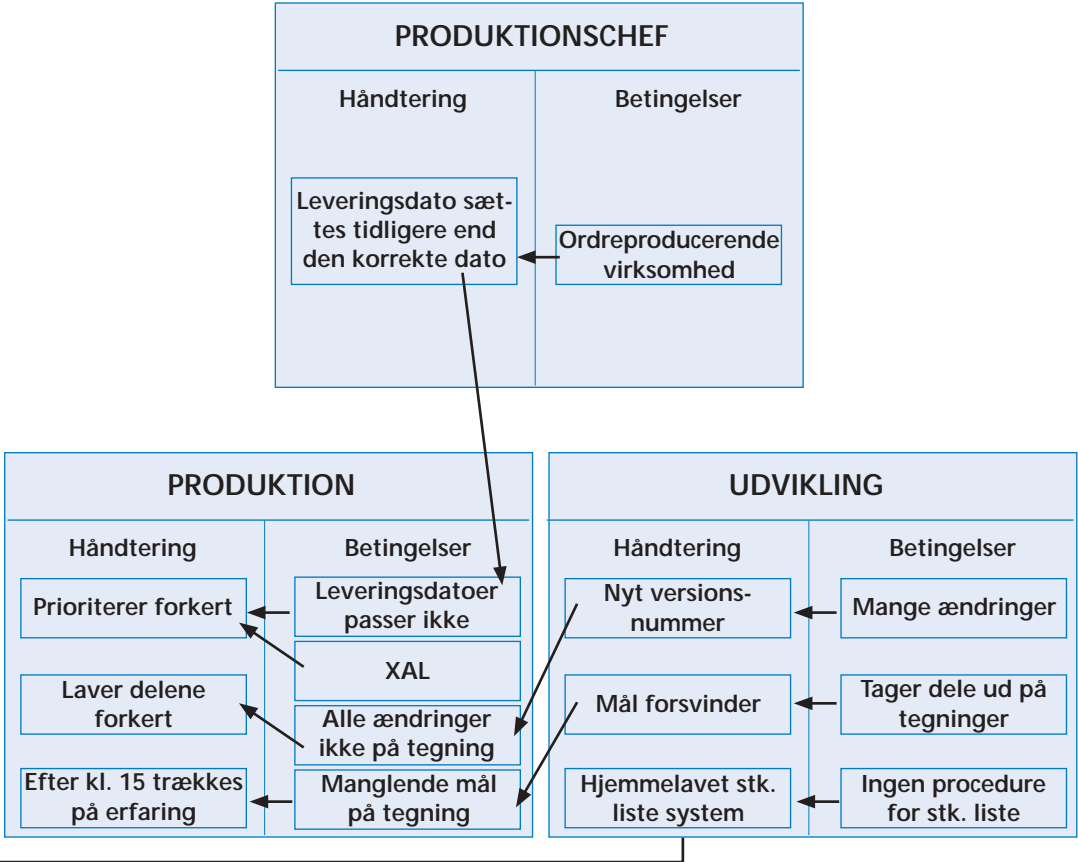 PRODUKTIONSCHEF
Håndtering
Betingelser
Leveringsdato sæt-
tes tidligere end
den korrekte dato
Ordreproducerende
virksomhed
PRODUKTION
Håndtering
Betingelser
Prioriterer forkert
Leveringsdatoer
passer ikke
XAL
Laver delene
forkert
Alle ændringer
ikke på tegning
Efter kl. 15 trækkes
på erfaring
Manglende mål
på tegning
UDVIKLING
Håndtering
Betingelser
Nyt versions-
nummer
Mange ændringer
Mål forsvinder
Tager dele ud på
tegninger
Hjemmelavet stk.
liste system
Ingen procedure
for stk. liste